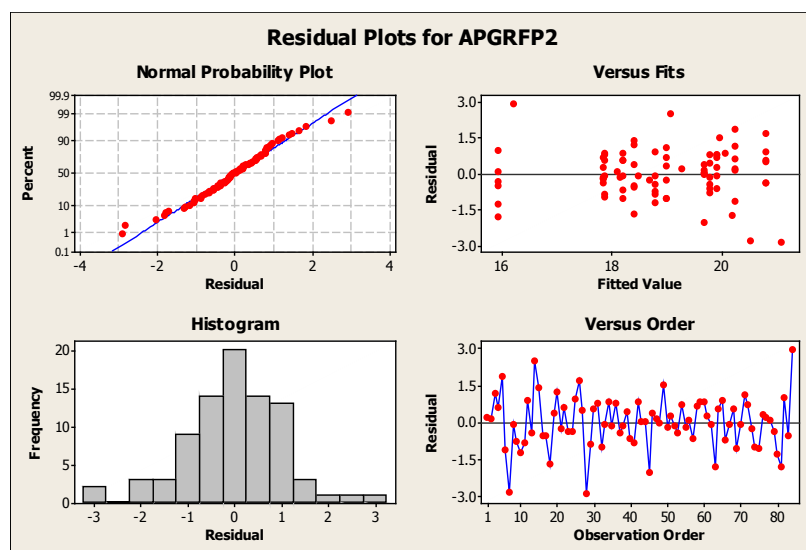 Residual Plots for APGRFP2
Normal Probability Plot
99.9
99
90
50
10
1
0.1
Percent
-4 -2 0 2 4
Residual
Versus Fits
3.0
1.5
0.0
-1.5
-3.0
Residual
16 18 20
Fitted Value
Histogram
20
15
10
5
0
Frequency
-3 -2 -1 0 1 2 3
Residual
Versus Order
3.0
1.5
0.0
-1.5
-3.0
Residual
1 10 20 30 40 50 60 70 80
Observation Order